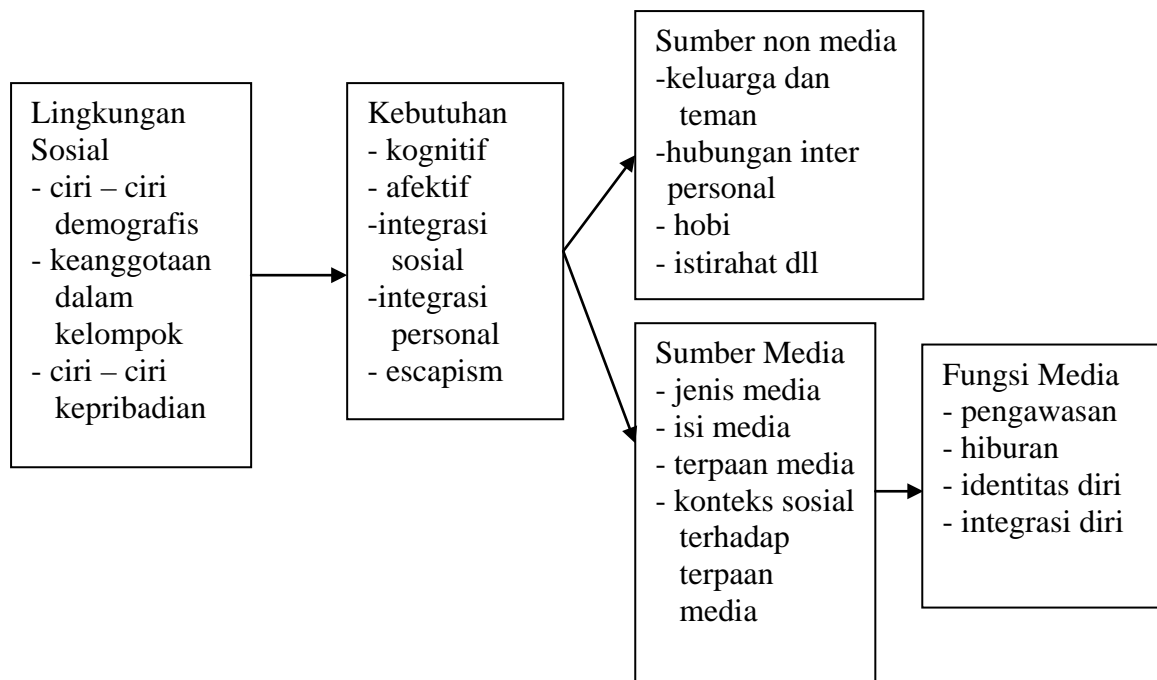 Lingkungan
Sosial
- ciri – ciri
demografis
- keanggotaan
dalam
kelompok
- ciri – ciri
kepribadian
Kebutuhan
- kognitif
- afektif
-integrasi
sosial
-integrasi
personal
- escapism
Sumber non media
-keluarga dan
teman
-hubungan inter
personal
- hobi
- istirahat dll
Sumber Media
- jenis media
- isi media
- terpaan media
- konteks sosial
terhadap
terpaan
media
Fungsi Media
- pengawasan
- hiburan
- identitas diri
- integrasi diri